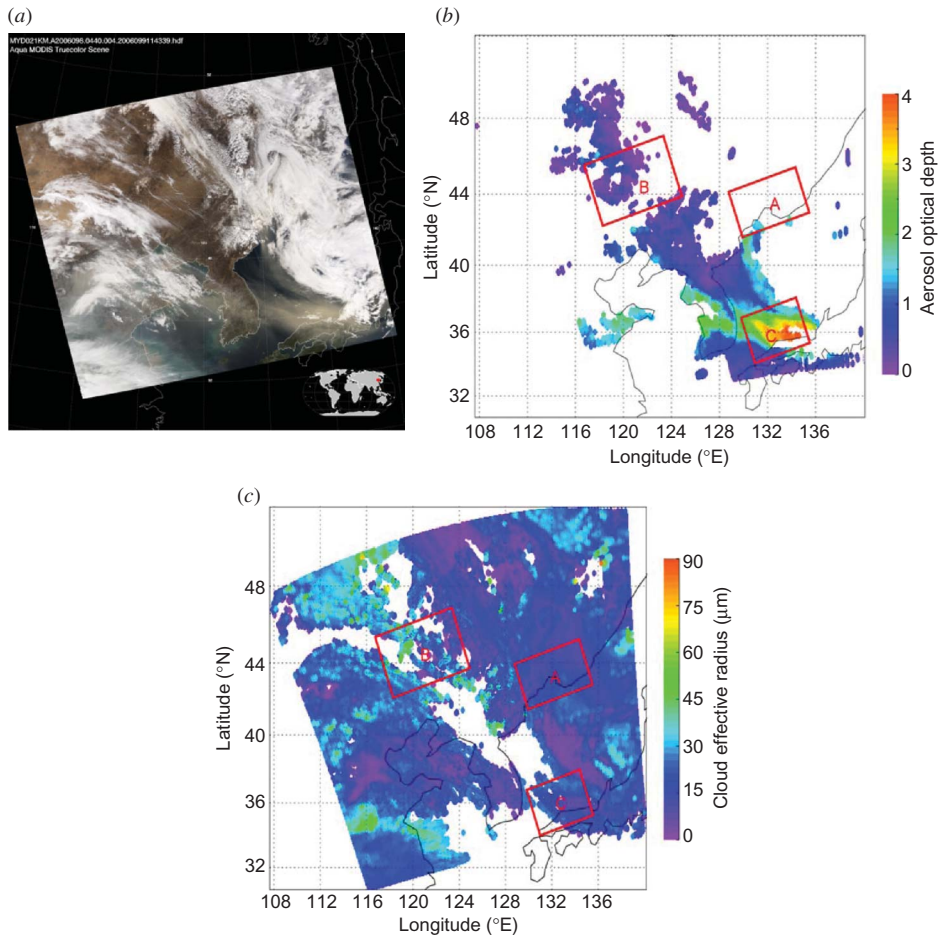 (a)
MYD021KM.A2006096.0440.004.2006099114339.hdf
Aqua MODIS Truecolor Scene
(b)
48
44
40
36
32
Latitude (°N)
108 112 116 120 124 128 132 136
Longitude (°E)
B
A
C
4
3
2
1
0
Aerosol optical depth
(c)
48
44
40
36
32
Latitude (°N)
108 112 116 120 124 128 132 136
Longitude (°E)
B
A
C
90
75
60
45
30
15
0
Cloud effective radius (μm)